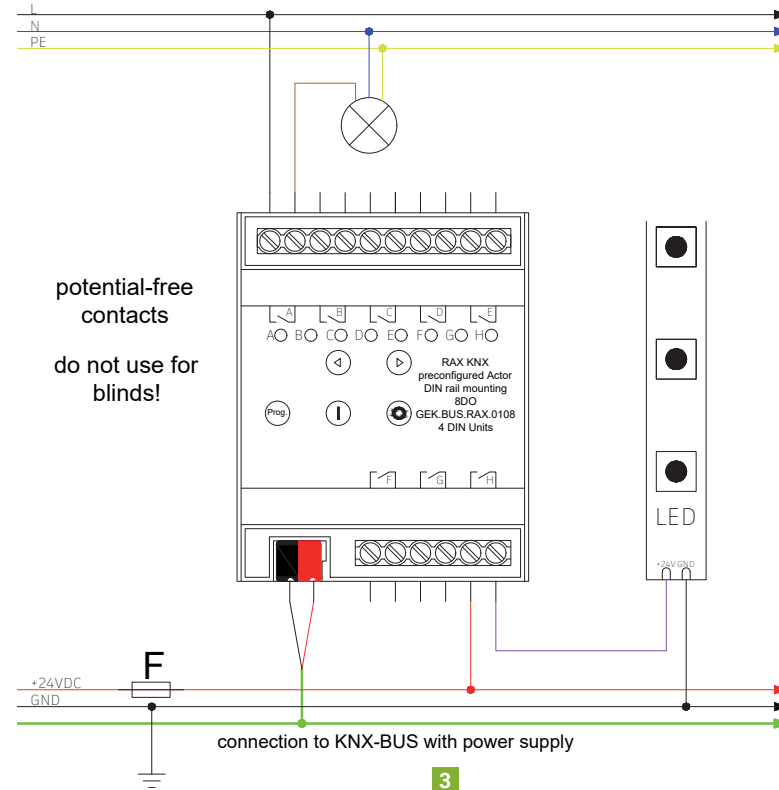 L
N
PE
potential-free
contacts
do not use for
blinds!
A B C D E
A B C D E F G H
RAX KNX
preconfigured Actor
DIN rail mounting
8DO
GEK.BUS.RAX.0108
4 DIN Units
Prog.
F G H
LED
+24V GND
F
+24VDC
GND
connection to KNX-BUS with power supply
3